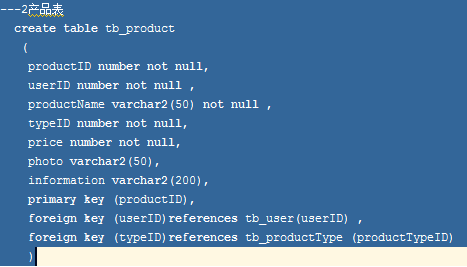 ---2产品表
create table tb_product
(
productID number not null,
userID number not null ,
productName varchar2(50) not null ,
typeID number not null,
price number not null,
photo varchar2(50),
information varchar2(200),
primary key (productID),
foreign key (userID)references tb_user(userID) ,
foreign key (typeID)references tb_productType (productTypeID)
)